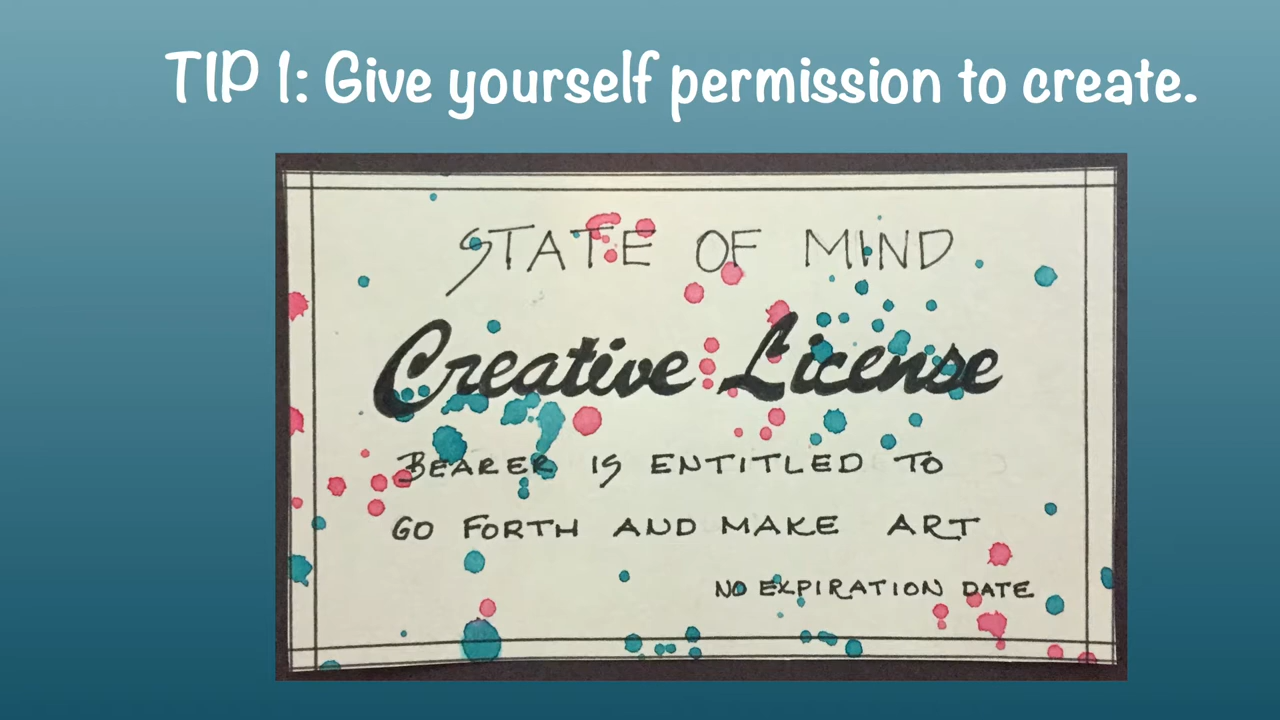 TIP 1: Give yourself permission to create.
STATE OF MIND
Creative License
BEARER IS ENTITLED TO
GO FORTH AND MAKE ART
NO EXPIRATION DATE